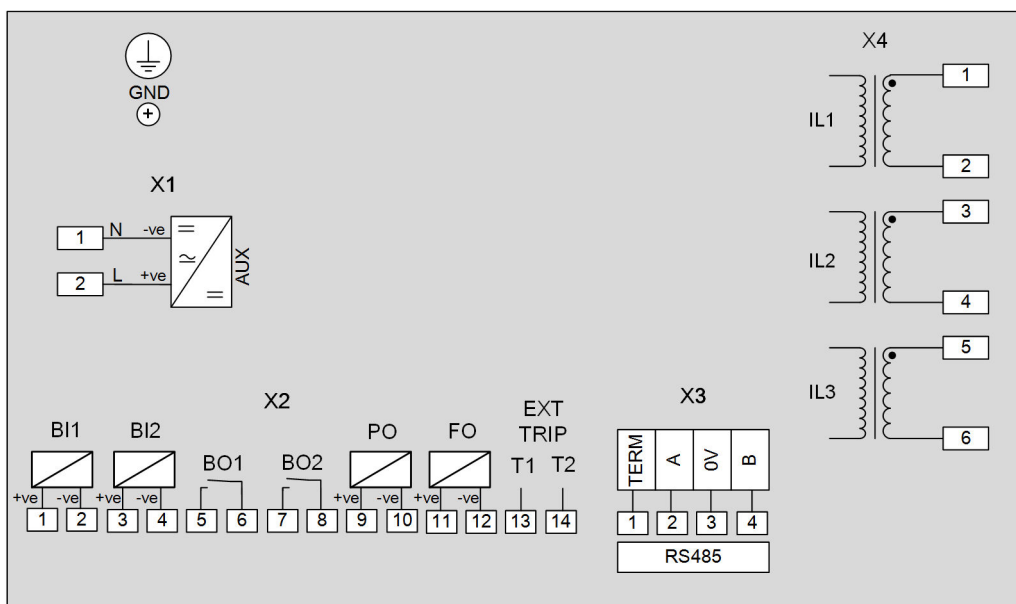 X4
GND
1
IL1
2
X1
1 N -ve
2 L +ve
AUX
3
IL2
4
5
IL3
6
X2
BI1 BI2 BO1 BO2 PO FO EXT
TRIP
T1 T2
+ve -ve +ve -ve +ve -ve +ve -ve
1 2 3 4 5 6 7 8 9 10 11 12 13 14
X3
TERM A 0V B
1 2 3 4
RS485